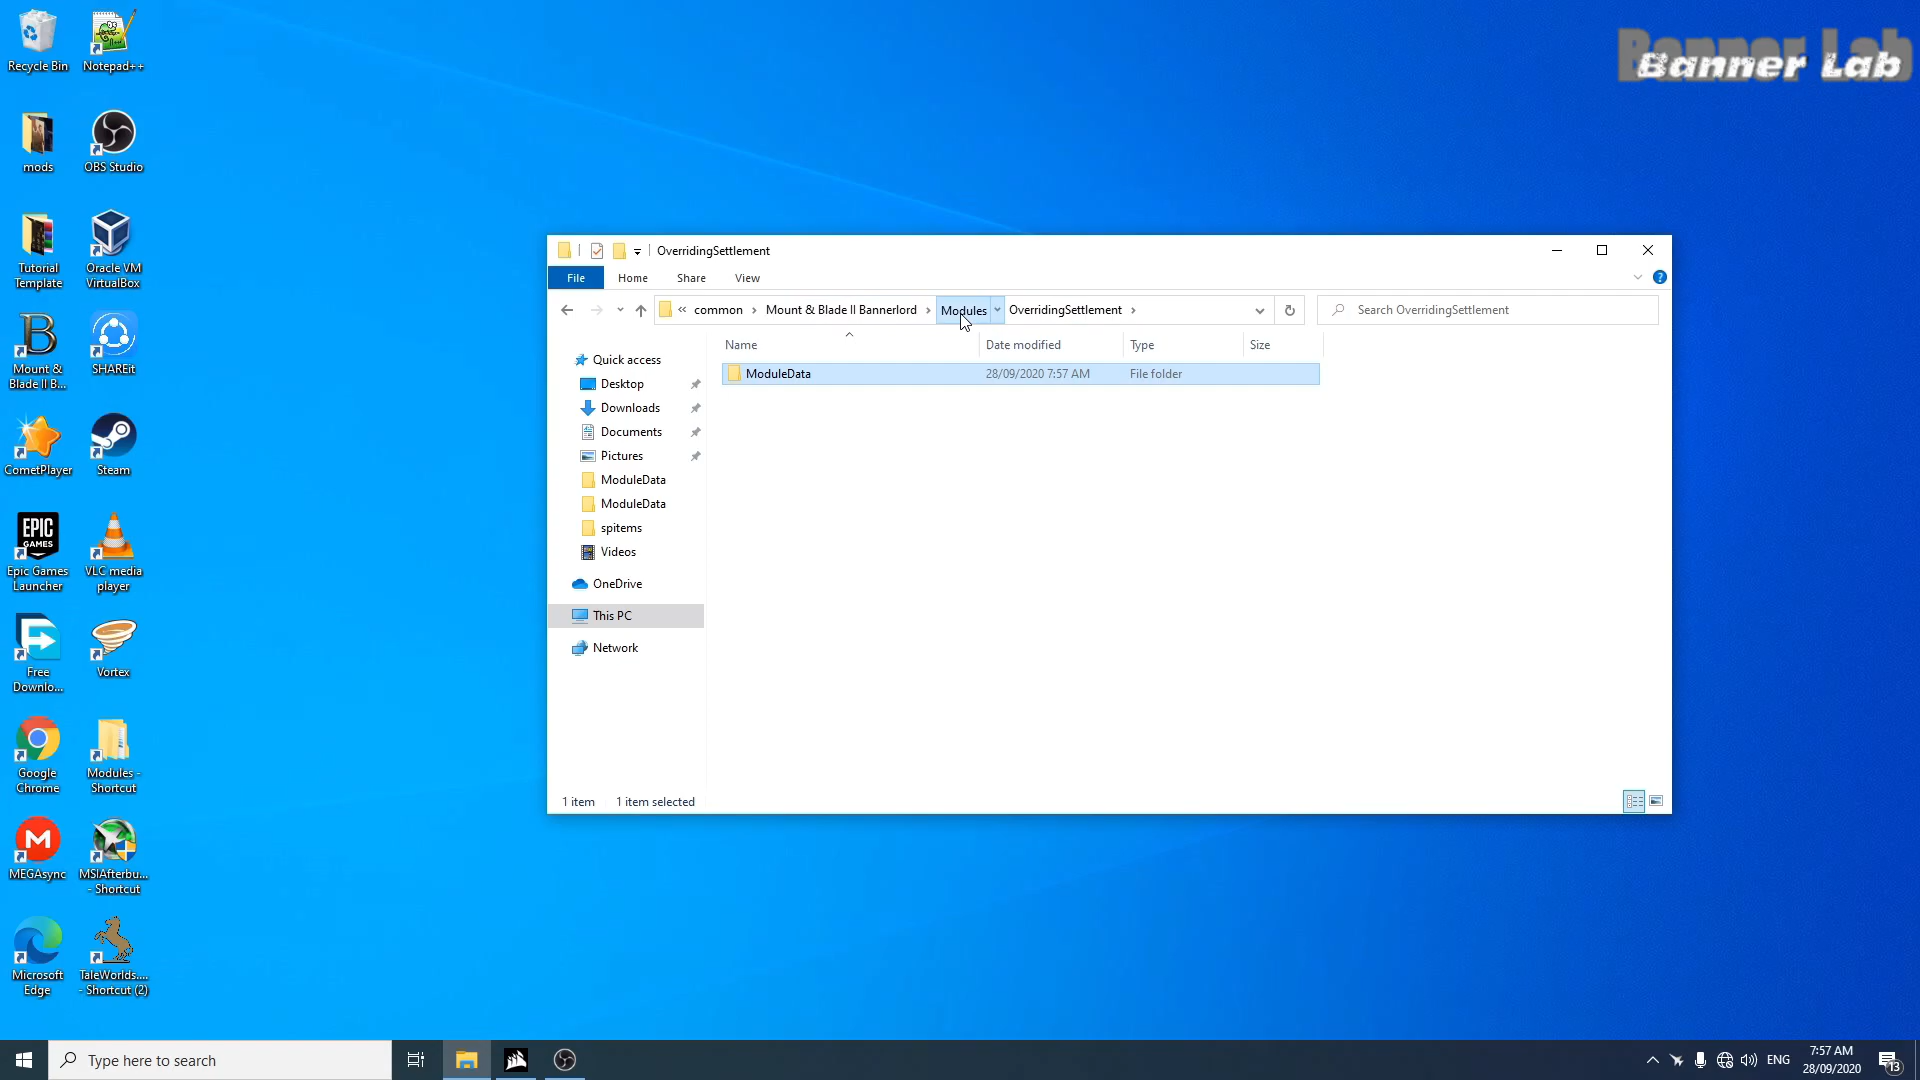 Recycle Bin
Notepad++
mods
OBS Studio
Tutorial
Template
Oracle VM
VirtualBox
Mount &
Blade II B...
SHAREit
CometPlayer
Steam
EPIC
GAMES
Epic Games
Launcher
VLC media
player
Free
Downlo...
Vortex
Google
Chrome
Modules -
Shortcut
M
MEGAsync
MSIAfterbu...
- Shortcut
Microsoft
Edge
TaleWorlds....
- Shortcut (2)
Banner Lab
Banner Lab
OverridingSettlement
File
Home
Share
View
common
Mount & Blade II Bannerlord
Modules
OverridingSettlement
Search OverridingSettlement
Name
Date modified
Type
Size
ModuleData
28/09/2020 7:57 AM
File folder
Quick access
Desktop
Downloads
Documents
Pictures
ModuleData
ModuleData
spitems
Videos
OneDrive
This PC
Network
1 item
1 item selected
Type here to search
ENG
7:57 AM
28/09/2020
13